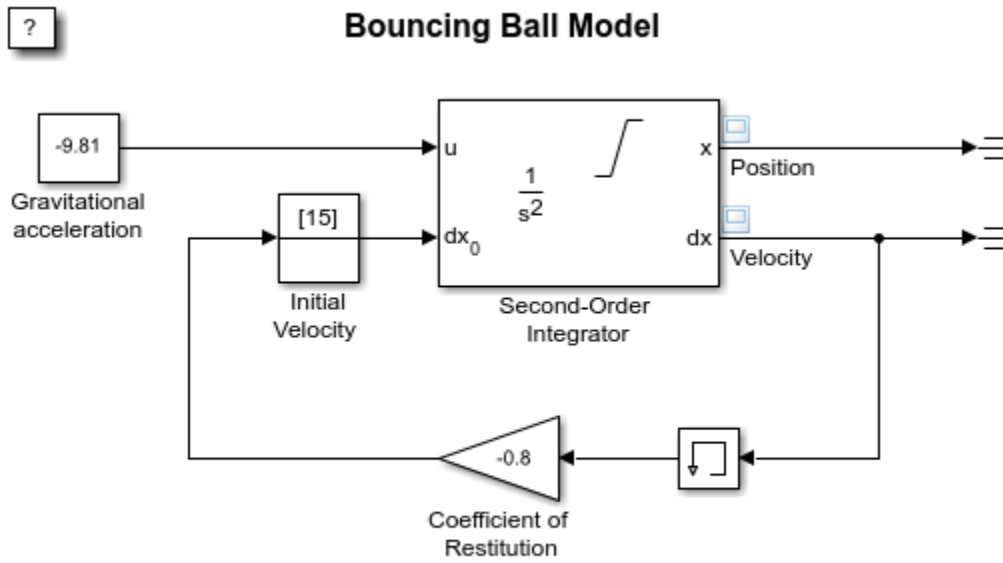 ?
Bouncing Ball Model
-9.81
Gravitational
acceleration
[15]
Initial
Velocity
u
dx0
1
s2
x
dx
Second-Order
Integrator
Position
Velocity
-0.8
Coefficient of
Restitution